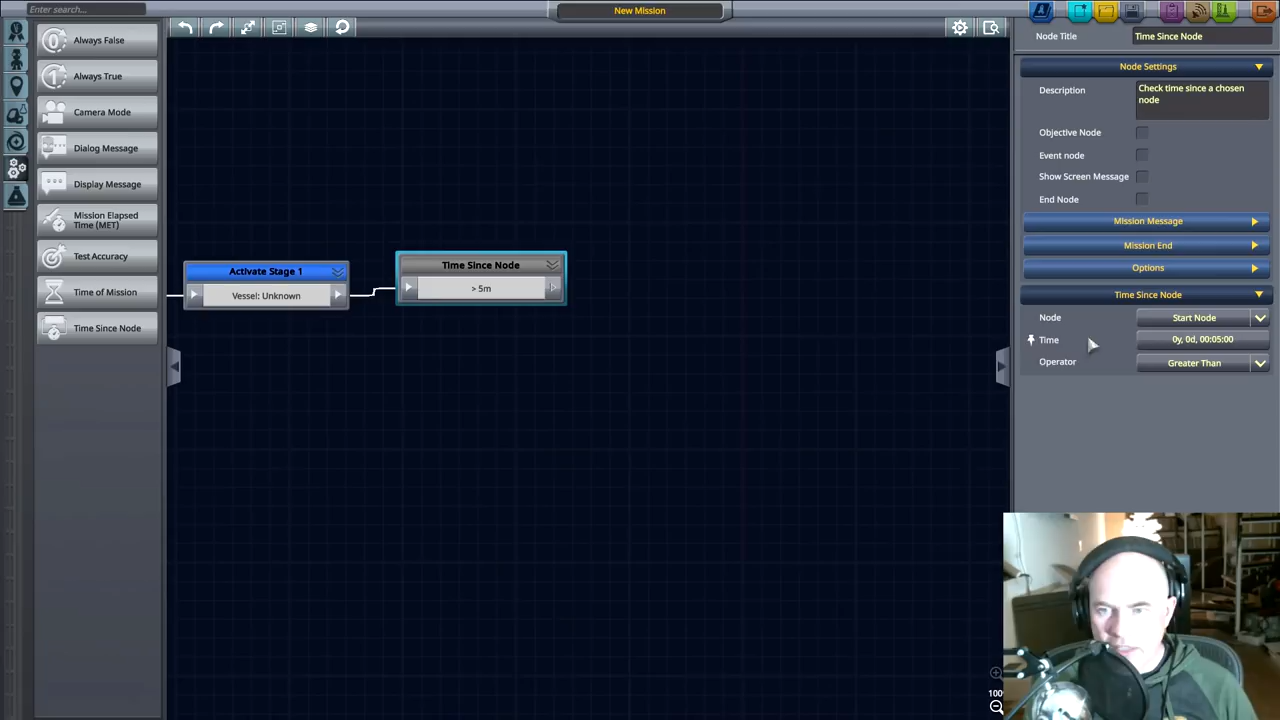 Enter search...
New Mission
Always False
Always True
Camera Mode
Dialog Message
Display Message
Mission Elapsed
Time (MET)
Test Accuracy
Time of Mission
Time Since Node
Activate Stage 1
Vessel: Unknown
Time Since Node
> 5m
Node Title
Time Since Node
Node Settings
Description
Check time since a chosen
node
Objective Node
Event node
Show Screen Message
End Node
Mission Message
Mission End
Options
Time Since Node
Node
Start Node
Time
0y, 0d, 00:05:00
Operator
Greater Than
100